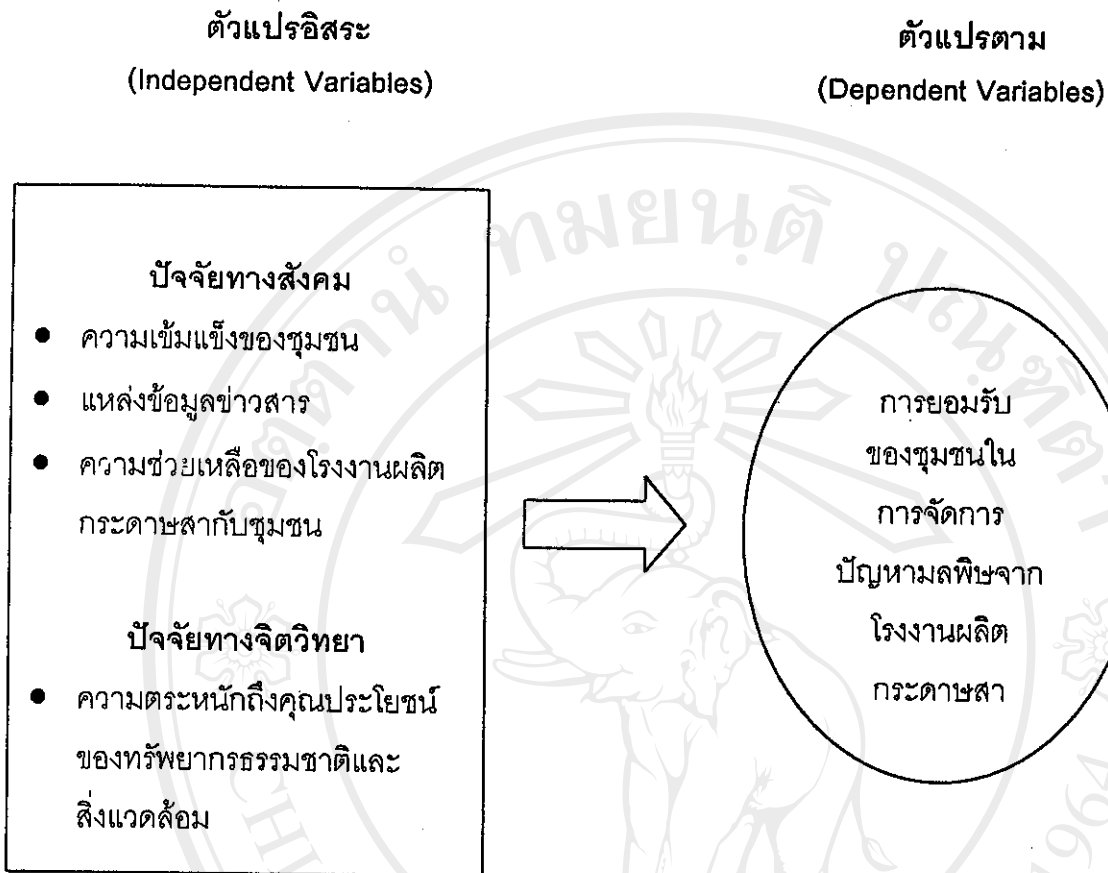 ตัวแปรอิสระ
(Independent Variables)
ตัวแปรตาม
(Dependent Variables)
ปัจจัยทางสังคม
● ความเข้มแข็งของชุมชน
● แหล่งข้อมูลข่าวสาร
● ความช่วยเหลือของโรงงานผลิต
กระดาษสากับชุมชน
ปัจจัยทางจิตวิทยา
● ความตระหนักถึงคุณประโยชน์
ของทรัพยากรธรรมชาติและ
สิ่งแวดล้อม
การยอมรับ
ของชุมชนใน
การจัดการ
ปัญหามลพิษจาก
โรงงานผลิต
กระดาษสา
ทมยนฺติ
1964